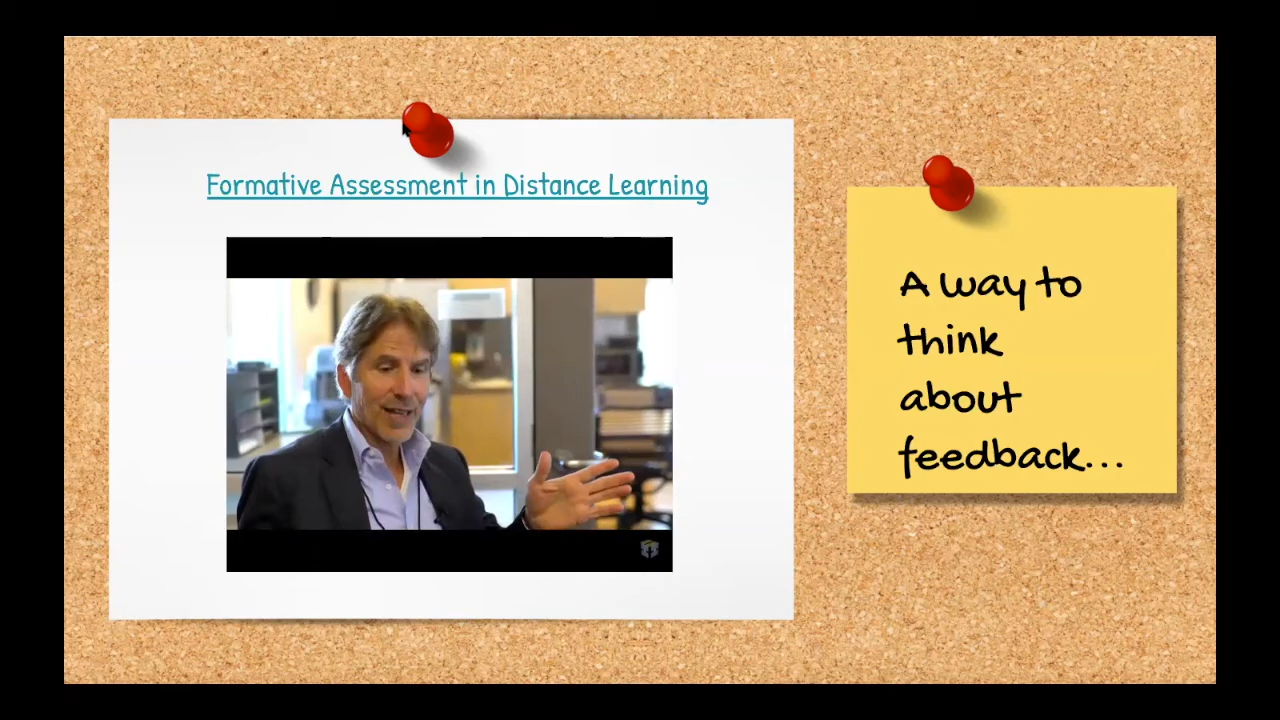 Formative Assessment in Distance Learning
A way to
think
about
feedback...